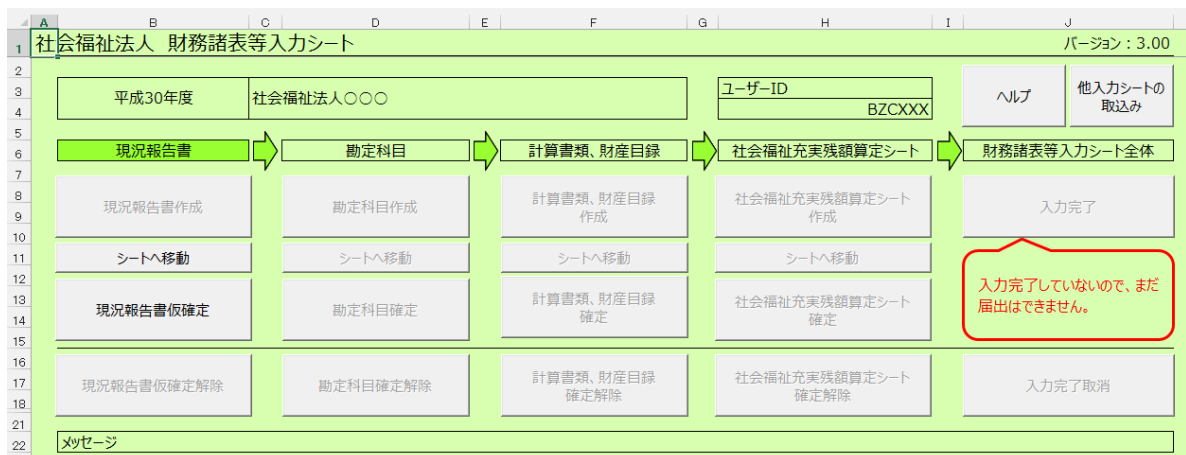 A B C D E F G H I J
1 社会福祉法人 財務諸表等入力シート バージョン：3.00
2
3 平成30年度 社会福祉法人○○○ ユーザーID ヘルプ 他入力シートの
取込み
4 BZCXXX
5
6 現況報告書 勘定科目 計算書類、財産目録 社会福祉充実残額算定シート 財務諸表等入力シート全体
7
8 現況報告書作成 勘定科目作成 計算書類、財産目録
作成 社会福祉充実残額算定シート
作成 入力完了
9
10
11 シートへ移動 シートへ移動 シートへ移動 シートへ移動
12
13 現況報告書仮確定 勘定科目確定 計算書類、財産目録
確定 社会福祉充実残額算定シート
確定 入力完了していないので、まだ
届出はできません。
14
15
16
17 現況報告書仮確定解除 勘定科目確定解除 計算書類、財産目録
確定解除 社会福祉充実残額算定シート
確定解除 入力完了取消
18
21
22 メッセージ